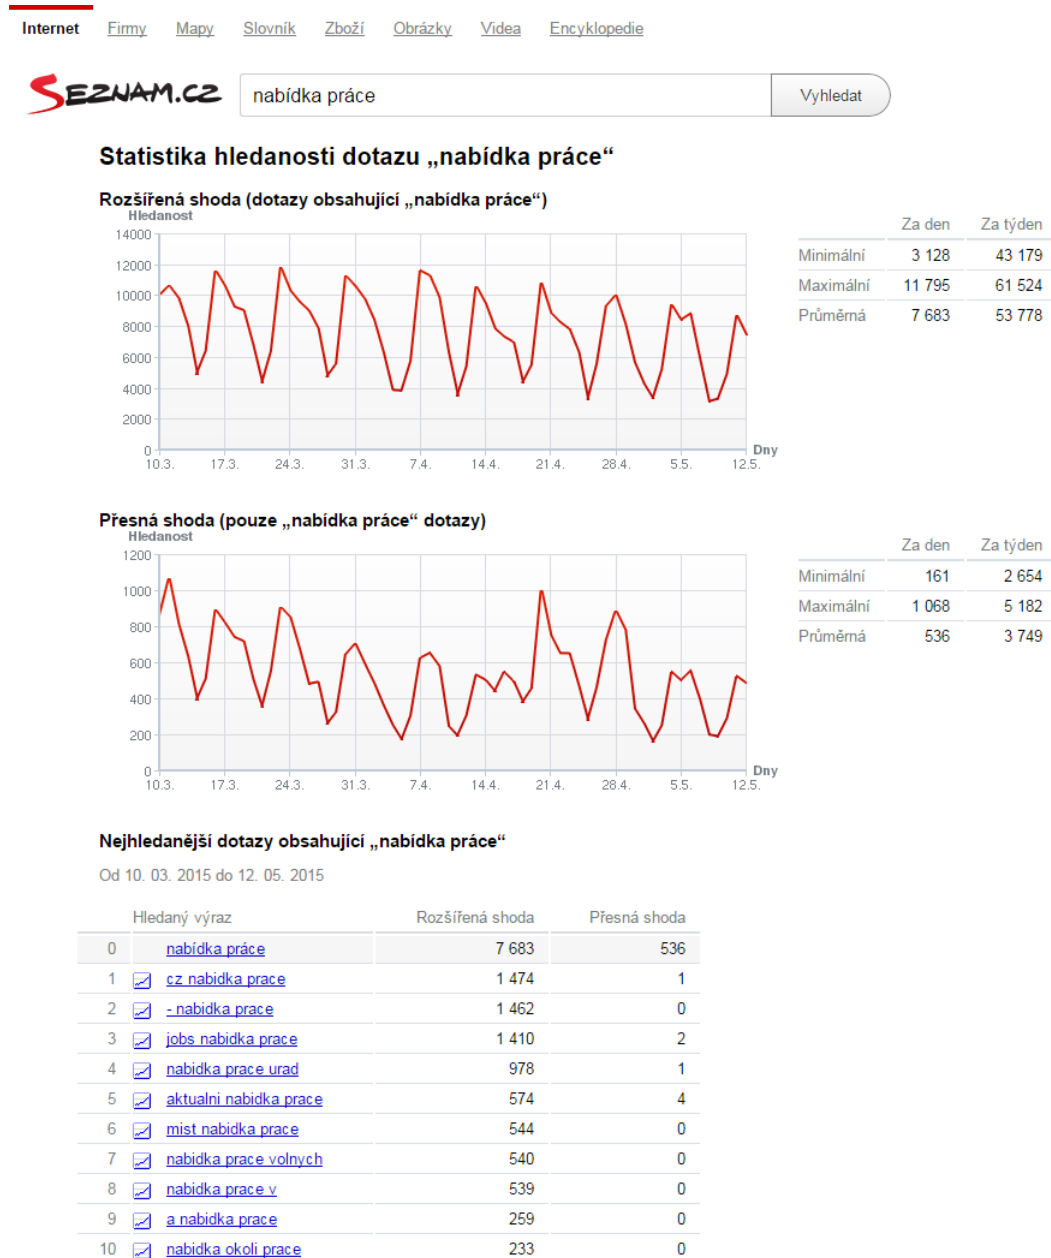 Internet Firmy Mapy Slovník Zboží Obrázky Videa Encyklopedie
SEZNAM.CZ nabídka práce Vyhledat
Statistika hledanosti dotazu „nabídka práce“
Rozšířená shoda (dotazy obsahující „nabídka práce“)
Hledanost
14000
12000
10000
8000
6000
4000
2000
0
Dny
10.3. 17.3. 24.3. 31.3. 7.4. 14.4. 21.4. 28.4. 5.5. 12.5.
Za den Za týden
Minimální 3 128 43 179
Maximální 11 795 61 524
Průměrná 7 683 53 778
Přesná shoda (pouze „nabídka práce“ dotazy)
Hledanost
1200
1000
800
600
400
200
0
Dny
10.3. 17.3. 24.3. 31.3. 7.4. 14.4. 21.4. 28.4. 5.5. 12.5.
Za den Za týden
Minimální 161 2 654
Maximální 1 068 5 182
Průměrná 536 3 749
Nejhledanější dotazy obsahující „nabídka práce“
Od 10. 03. 2015 do 12. 05. 2015
Hledaný výraz Rozšířená shoda Přesná shoda
0 nabídka práce 7 683 536
1 cz nabidka prace 1 474 1
2 - nabidka prace 1 462 0
3 jobs nabidka prace 1 410 2
4 nabidka prace urad 978 1
5 aktualni nabidka prace 574 4
6 mist nabidka prace 544 0
7 nabidka prace volnych 540 0
8 nabidka prace v 539 0
9 a nabidka prace 259 0
10 nabidka okoli prace 233 0